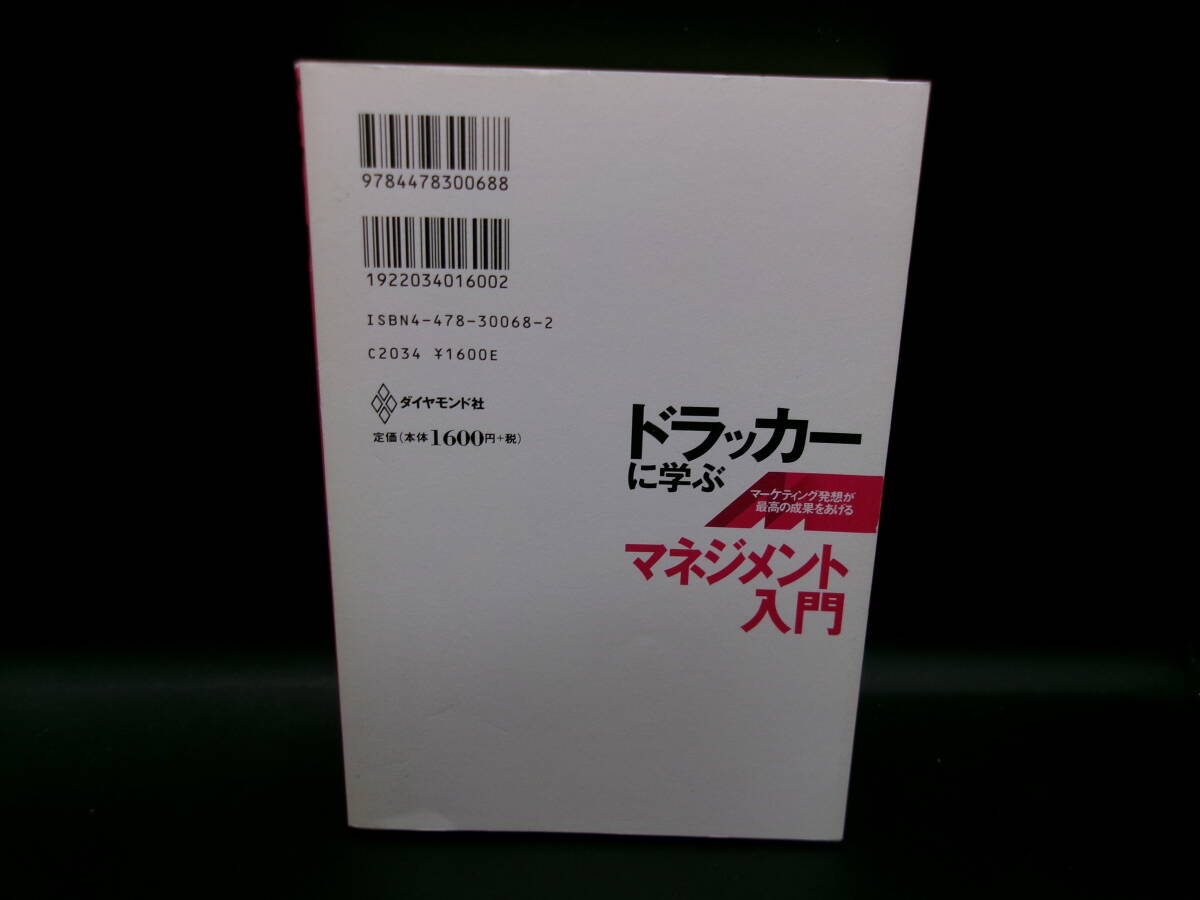 9784478300688
1922034016002
ISBN4-478-30068-2
C2034 ¥1600E
ダイヤモンド社
定価(本体1600円+税)
ドラッカー
に学ぶ
マーケティング発想が
最高の成果をあげる
マネジメント
入門